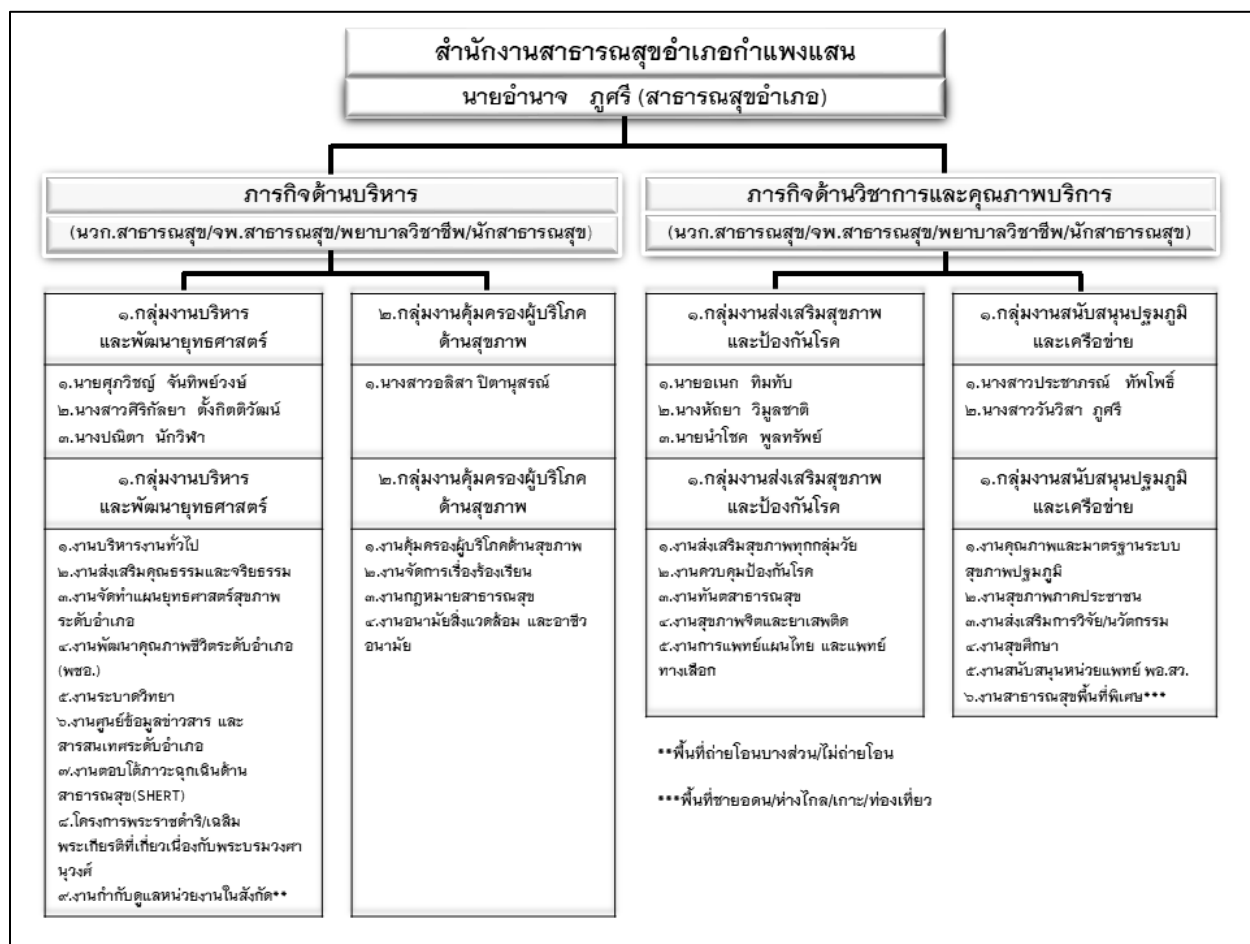 สำนักงานสาธารณสุขอำเภอกำแพงแสน
นายอำนาจ ภูศรี (สาธารณสุขอำเภอ)
ภารกิจด้านบริหาร
(นวก.สาธารณสุข/จพ.สาธารณสุข/พยาบาลวิชาชีพ/นักสาธารณสุข)
๑.กลุ่มงานบริหาร
และพัฒนายุทธศาสตร์
๑.นายศุภวิชญ์ จันทิพย์วงษ์
๒.นางสาวศิริกัลยา ตั้งกิตติวัฒน์
๓.นางปณิตา นักวิฬา
๑.กลุ่มงานบริหาร
และพัฒนายุทธศาสตร์
๑.งานบริหารงานทั่วไป
๒.งานส่งเสริมคุณธรรมและจริยธรรม
๓.งานจัดทำแผนยุทธศาสตร์สุขภาพ
ระดับอำเภอ
๔.งานพัฒนาคุณภาพชีวิตระดับอำเภอ
(พชอ.)
๕.งานระบาดวิทยา
๖.งานศูนย์ข้อมูลข่าวสาร และ
สารสนเทศระดับอำเภอ
๗.งานตอบโต้ภาวะฉุกเฉินด้าน
สาธารณสุข(SHERT)
๘.โครงการพระราชดำริ/เฉลิม
พระเกียรติที่เกี่ยวเนื่องกับพระบรมวงศา
นุวงศ์
๙.งานกำกับดูแลหน่วยงานในสังกัด**
๒.กลุ่มงานคุ้มครองผู้บริโภค
ด้านสุขภาพ
๑.นางสาวอลิสา ปิตานุสรณ์
๒.กลุ่มงานคุ้มครองผู้บริโภค
ด้านสุขภาพ
๑.งานคุ้มครองผู้บริโภคด้านสุขภาพ
๒.งานจัดการเรื่องร้องเรียน
๓.งานกฎหมายสาธารณสุข
๔.งานอนามัยสิ่งแวดล้อม และอาชีว
อนามัย
ภารกิจด้านวิชาการและคุณภาพบริการ
(นวก.สาธารณสุข/จพ.สาธารณสุข/พยาบาลวิชาชีพ/นักสาธารณสุข)
๑.กลุ่มงานส่งเสริมสุขภาพ
และป้องกันโรค
๑.นายอเนก ทิมทับ
๒.นางหัถยา วิมูลชาติ
๓.นายนำโชค พูลทรัพย์
๑.กลุ่มงานส่งเสริมสุขภาพ
และป้องกันโรค
๑.งานส่งเสริมสุขภาพทุกกลุ่มวัย
๒.งานควบคุมป้องกันโรค
๓.งานทันตสาธารณสุข
๔.งานสุขภาพจิตและยาเสพติด
๕.งานการแพทย์แผนไทย และแพทย์
ทางเลือก
๑.กลุ่มงานสนับสนุนปฐมภูมิ
และเครือข่าย
๑.นางสาวประชาภรณ์ ทัพโพธิ์
๒.นางสาววันวิสา ภูศรี
๑.กลุ่มงานสนับสนุนปฐมภูมิ
และเครือข่าย
๑.งานคุณภาพและมาตรฐานระบบ
สุขภาพปฐมภูมิ
๒.งานสุขภาพภาคประชาชน
๓.งานส่งเสริมการวิจัย/นวัตกรรม
๔.งานสุขศึกษา
๕.งานสนับสนุนหน่วยแพทย์ พอ.สว.
๖.งานสาธารณสุขพื้นที่พิเศษ***
**พื้นที่ถ่ายโอนบางส่วน/ไม่ถ่ายโอน
***พื้นที่ชายอดน/ห่างไกล/เกาะ/ท่องเที่ยว